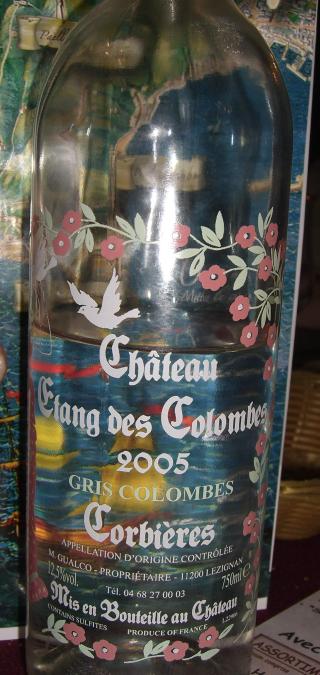 Château
Etang des Colombes
2005
GRIS COLOMBES
Corbières
APPELLATION D'ORIGINE CONTRÔLÉE
M. GUALCO - PROPRIÉTAIRE - 11200 LEZIGNAN
12,5%vol.
750ml e
Tél. 04 68 27 00 03
Mis en Bouteille au Château
CONTAINS SULFITES
PRODUCE OF FRANCE
Avec
ASSORTIM